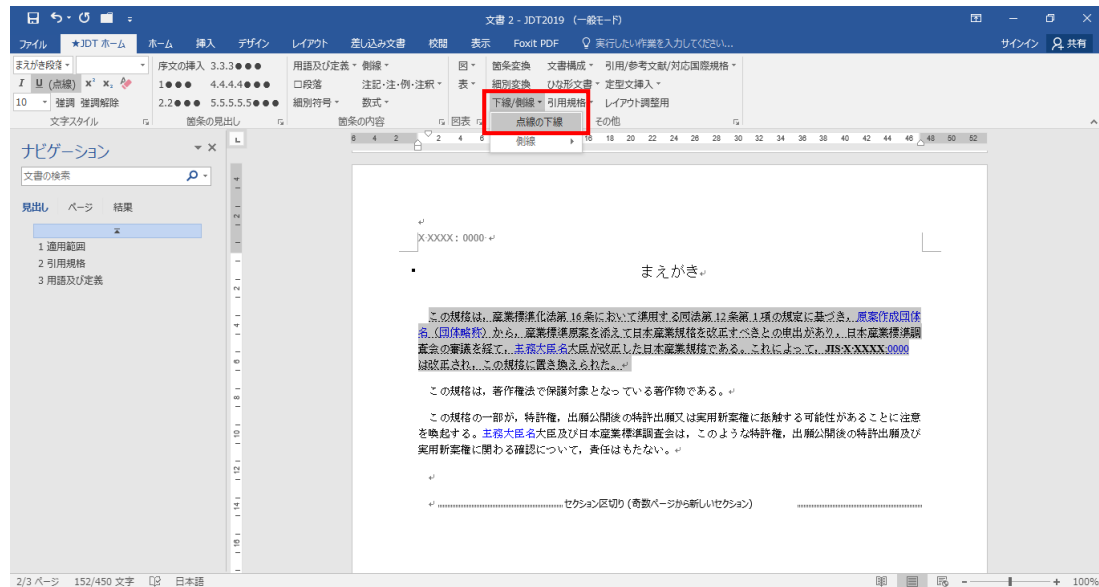 文書 2 - JDT2019 （一般モード）
ファイル ★JDT ホーム ホーム 挿入 デザイン レイアウト 差し込み文書 校閲 表示 Foxit PDF 実行したい作業を入力してください... サインイン 共有
まえがき段落 序文の挿入 3.3.3●●● 用語及び定義 側線 図 箇条変換 文書構成 引用/参考文献/対応国際規格
I U (点線) x² x₂ 1●●● 4.4.4.4●●● 口段落 注記・注・例・注釈 表 細別変換 ひな形文書 定型文挿入
10 強調 強調解除 2.2●●● 5.5.5.5.5●●● 細別符号 数式 下線/側線 引用規格 レイアウト調整用
文字スタイル 箇条の見出し 箇条の内容 図表 その他
点線の下線
側線
6 4 2 2 4 6 16 18 20 22 24 26 28 30 32 34 36 38 40 42 44 46 48 50 52
ナビゲーション
文書の検索
見出し ページ 結果
1 適用範囲
2 引用規格
3 用語及び定義
X XXXX：0000
まえがき
この規格は，産業標準化法第 16 条において準用する同法第 12 条第 1 項の規定に基づき，原案作成団体
名（団体略称）から，産業標準原案を添えて日本産業規格を改正すべきとの申出があり，日本産業標準調
査会の審議を経て，主務大臣名大臣が改正した日本産業規格である。これによって，JIS X XXXX:0000
は改正され，この規格に置き換えられた。
この規格は，著作権法で保護対象となっている著作物である。
この規格の一部が，特許権，出願公開後の特許出願又は実用新案権に抵触する可能性があることに注意
を喚起する。主務大臣名大臣及び日本産業標準調査会は，このような特許権，出願公開後の特許出願及び
実用新案権に関わる確認について，責任はもたない。
セクション区切り (奇数ページから新しいセクション)
2/3 ページ 152/450 文字 日本語 100%